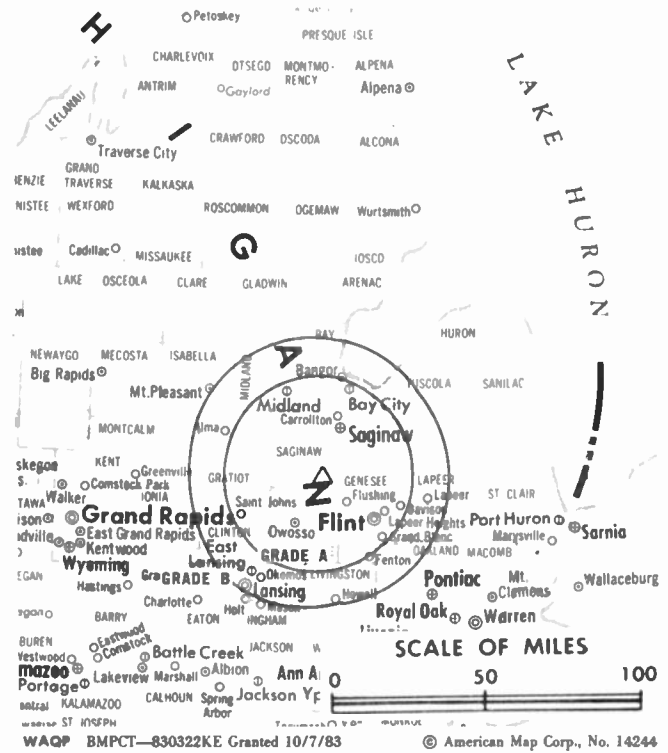 Petoskey
H
PRESQUE ISLE
CHARLEVOIX
OTSEGO MONTMO- ALPENA
RENCY
ANTRIM Gaylord Alpena
LEELANAU
LAKE HURON
CRAWFORD OSCODA ALCONA
Traverse City
GRAND
TRAVERSE KALKASKA
WEXFORD ROSCOMMON OGEMAW Wurtsmith
Cadillac MISSAUKEE IOSCO
G
LAKE OSCEOLA CLARE GLADWIN ARENAC
BAY HURON
NEWAYGO MECOSTA ISABELLA MIDLAND A
Big Rapids Bangor
Mt. Pleasant TUSCOLA SANILAC
Midland Bay City
Carrollton
MONTCALM Alma Saginaw
SAGINAW
KENT
Greenville GRATIOT GENESEE LAPEER
N
Comstock Park IONIA Flushing Lapeer ST CLAIR
Walker Saint Johns Davison
Grand Rapids Owosso Flint Lapeer Heights Port Huron Sarnia
East Grand Rapids CLINTON Grand Blanc Marysville
Kentwood East GRADE A OAKLAND MACOMB
Wyoming Lansing Fenton
GRADE B Okemos LIVINGSTON Pontiac Mt. Wallaceburg
Hastings Lansing Howell Clemens
Charlotte Holt Mason
BARRY EATON INGHAM Royal Oak Warren
BUREN Eastwood JACKSON SCALE OF MILES
Comstock Battle Creek
Lakeview Marshall Albion Ann A
Portage 0 50 100
KALAMAZOO CALHOUN Spring Jackson
Arbor
ST JOSEPH
WAQP BMPCT—830322KE Granted 10/7/83 © American Map Corp., No. 14244